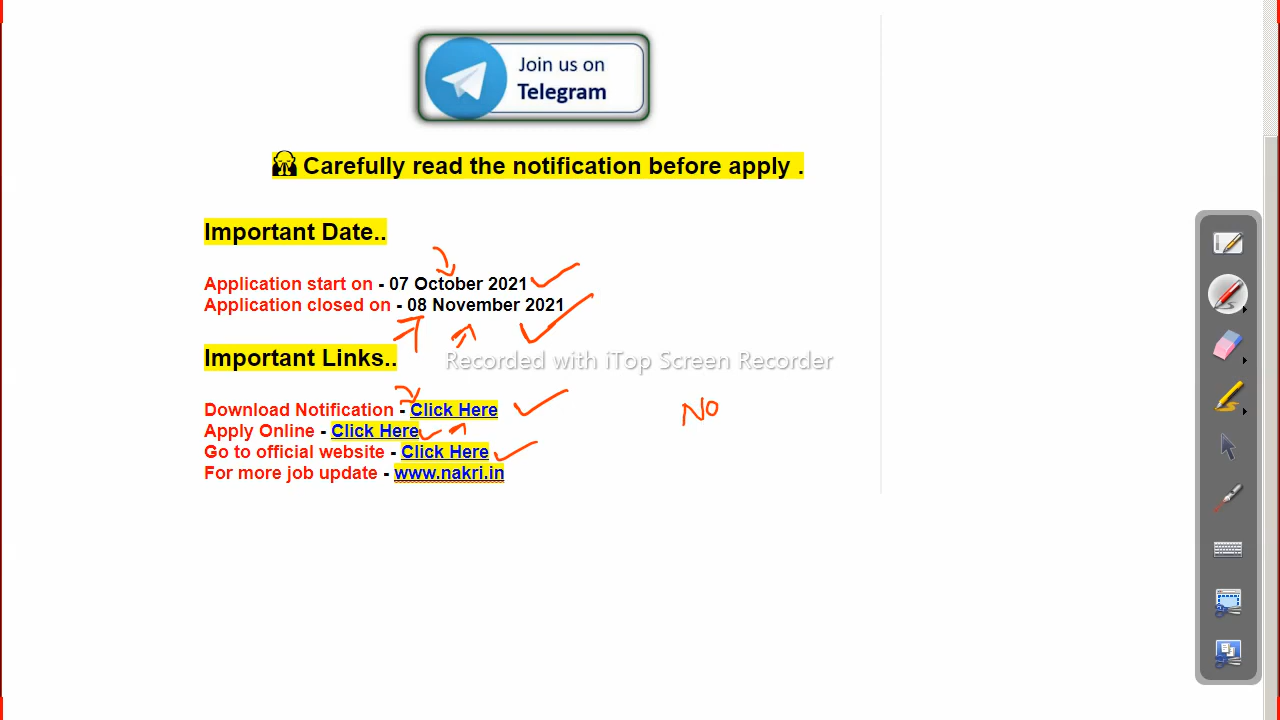 Join us on
Telegram
Carefully read the notification before apply .
Important Date..
Application start on - 07 October 2021
Application closed on - 08 November 2021
Important Links..
Recorded with iTop Screen Recorder
Download Notification - Click Here
NO
Apply Online - Click Here
Go to official website - Click Here
For more job update - www.nakri.in